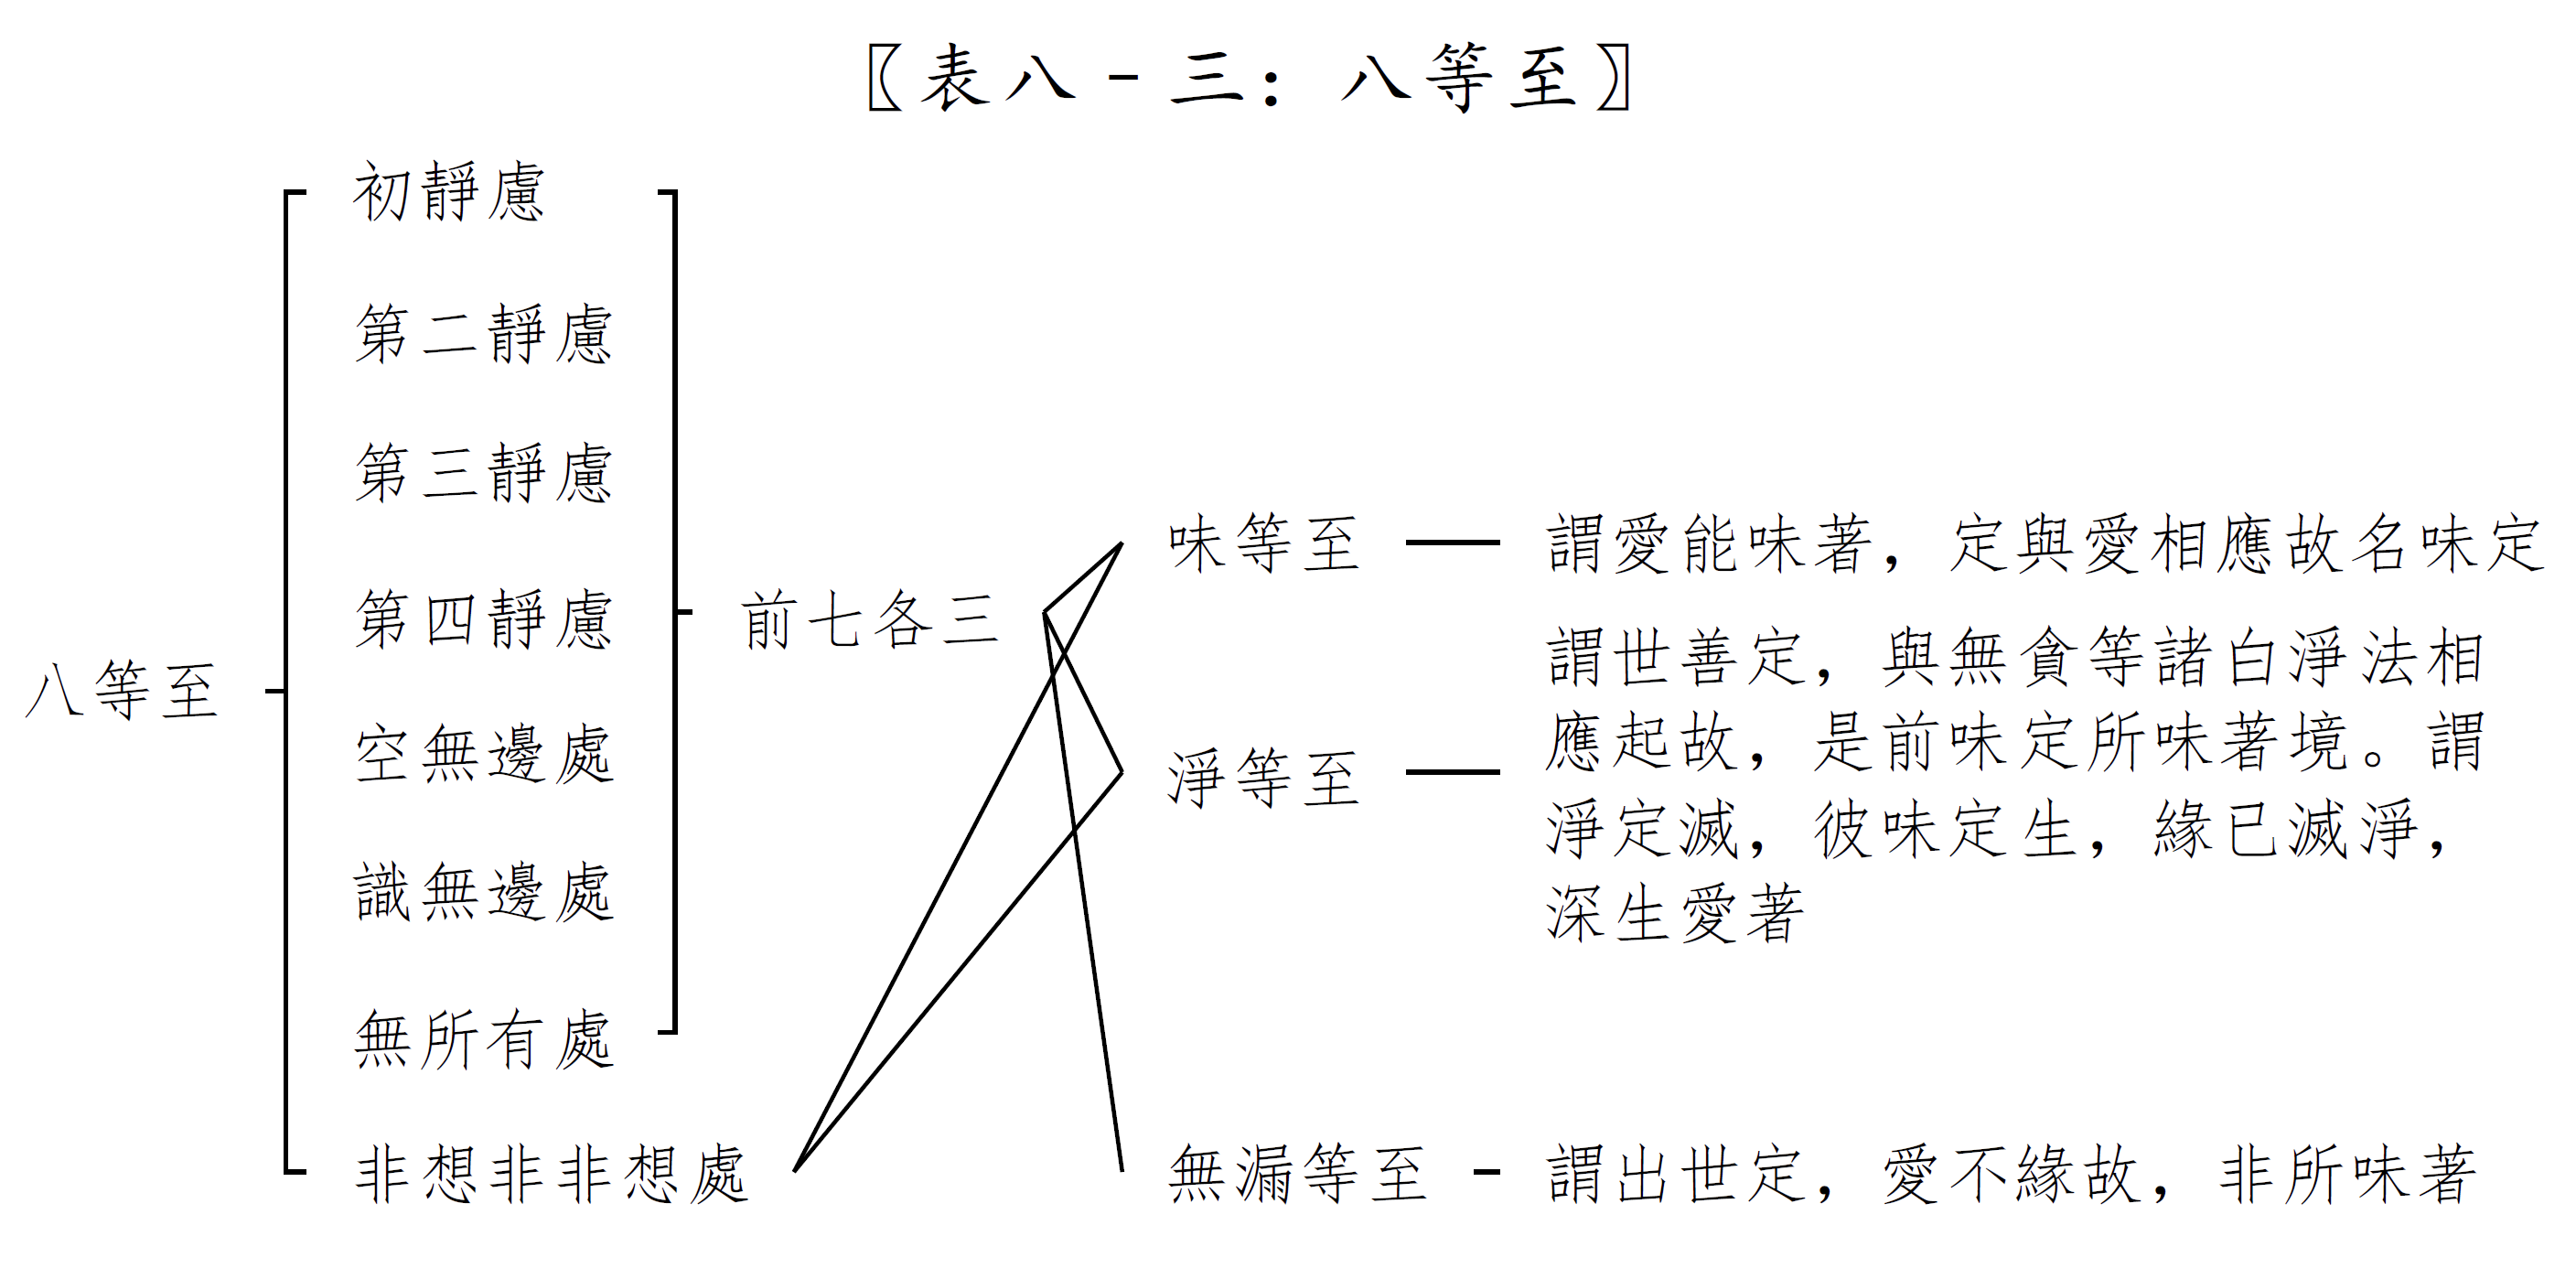 〖表八–三：八等至〗
八等至
初靜慮
第二靜慮
第三靜慮
第四靜慮
空無邊處
識無邊處
無所有處
非想非非想處
前七各三
味等至
謂愛能味著，定與愛相應故名味定
淨等至
謂世善定，與無貪等諸白淨法相
應起故，是前味定所味著境。謂
淨定滅，彼味定生，緣已滅淨，
深生愛著
無漏等至
謂出世定，愛不緣故，非所味著